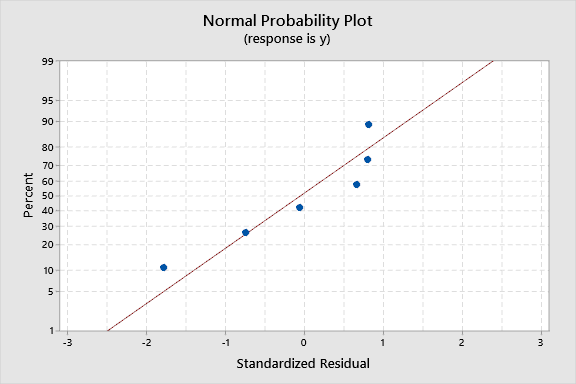 Normal Probability Plot
(response is y)
Percent
99
95
90
80
70
60
50
40
30
20
10
5
1
-3 -2 -1 0 1 2 3
Standardized Residual